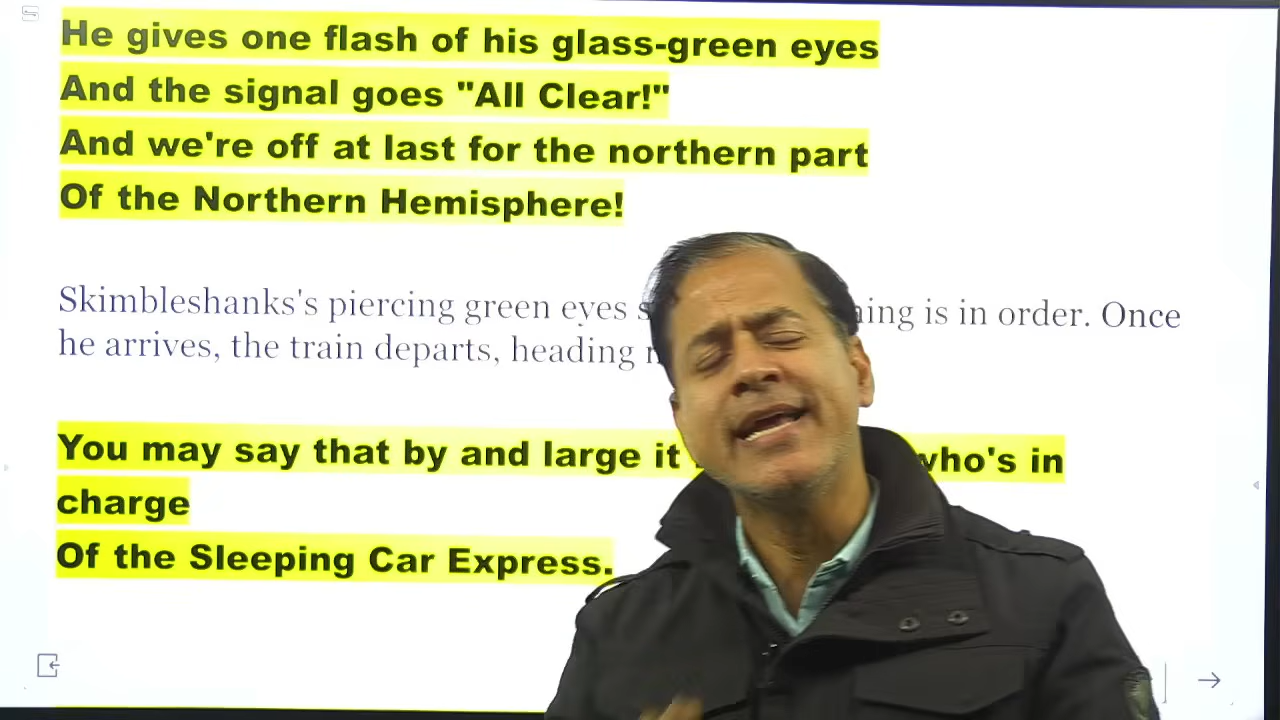 He gives one flash of his glass-green eyes
And the signal goes "All Clear!"
And we're off at last for the northern part
Of the Northern Hemisphere!
Skimbleshanks's piercing green eyes is in order. Once
he arrives, the train departs, heading
You may say that by and large it who's in
charge
Of the Sleeping Car Express.